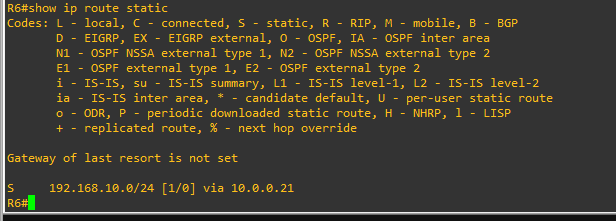 R6#show ip route static
Codes: L - local, C - connected, S - static, R - RIP, M - mobile, B - BGP
D - EIGRP, EX - EIGRP external, O - OSPF, IA - OSPF inter area
N1 - OSPF NSSA external type 1, N2 - OSPF NSSA external type 2
E1 - OSPF external type 1, E2 - OSPF external type 2
i - IS-IS, su - IS-IS summary, L1 - IS-IS level-1, L2 - IS-IS level-2
ia - IS-IS inter area, * - candidate default, U - per-user static route
o - ODR, P - periodic downloaded static route, H - NHRP, l - LISP
+ - replicated route, % - next hop override
Gateway of last resort is not set
S 192.168.10.0/24 [1/0] via 10.0.0.21
R6#